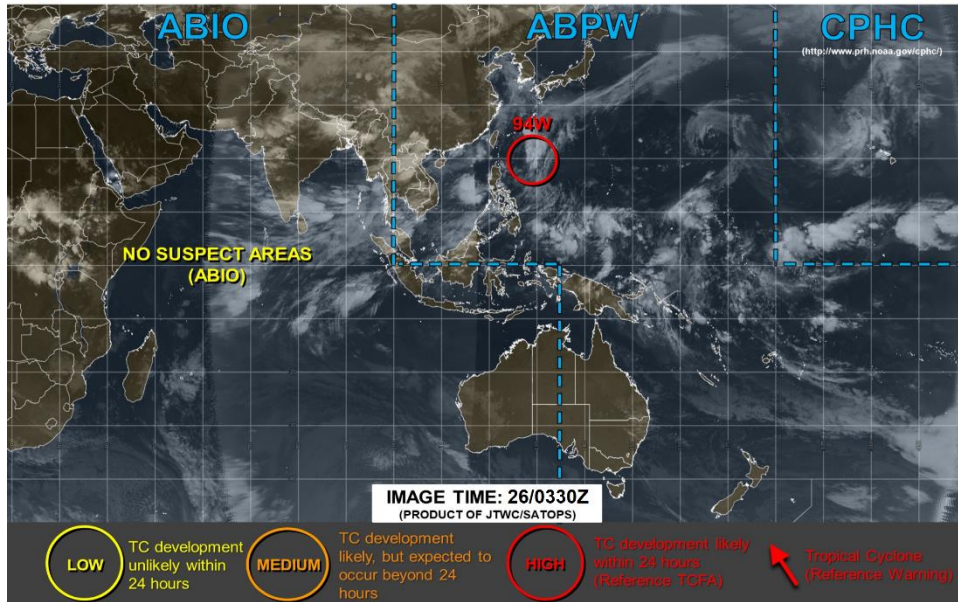 ABIO
ABPW
CPHC
(http://www.prh.noaa.gov/cphc/)
94W
NO SUSPECT AREAS
(ABIO)
IMAGE TIME: 26/0330Z
(PRODUCT OF JTWC/SATOPS)
LOW
TC development
unlikely within
24 hours
MEDIUM
TC development
likely, but expected to
occur beyond 24
hours
HIGH
TC development likely
within 24 hours
(Reference TCFA)
Tropical Cyclone
(Reference Warning)